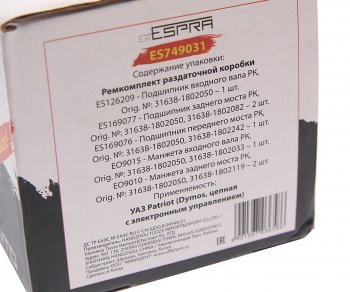 ESPRA
ES749031
Содержание упаковки:
Ремкомплект раздаточной коробки
ES126209 - Подшипник входного вала РК,
Orig. №: 31638-1802050 – 1 шт.
ES169077 - Подшипник заднего моста РК,
Orig. №: 31638-1802050, 31638-1802082 – 2 шт.
ES169076 - Подшипник переднего моста РК,
Orig. №: 31638-1802050, 31638-1802242 – 1 шт.
EO9015 - Манжета входного вала РК,
Orig. №: 31638-1802050, 31638-1802033 – 1 шт.
EO9010 - Манжета заднего моста РК,
Orig. №: 31638-1802050, 31638-1802119 – 2 шт.
Применяемость:
УАЗ Patriot (Dymos, цепная
с электронным управлением)
Сделано в Китае